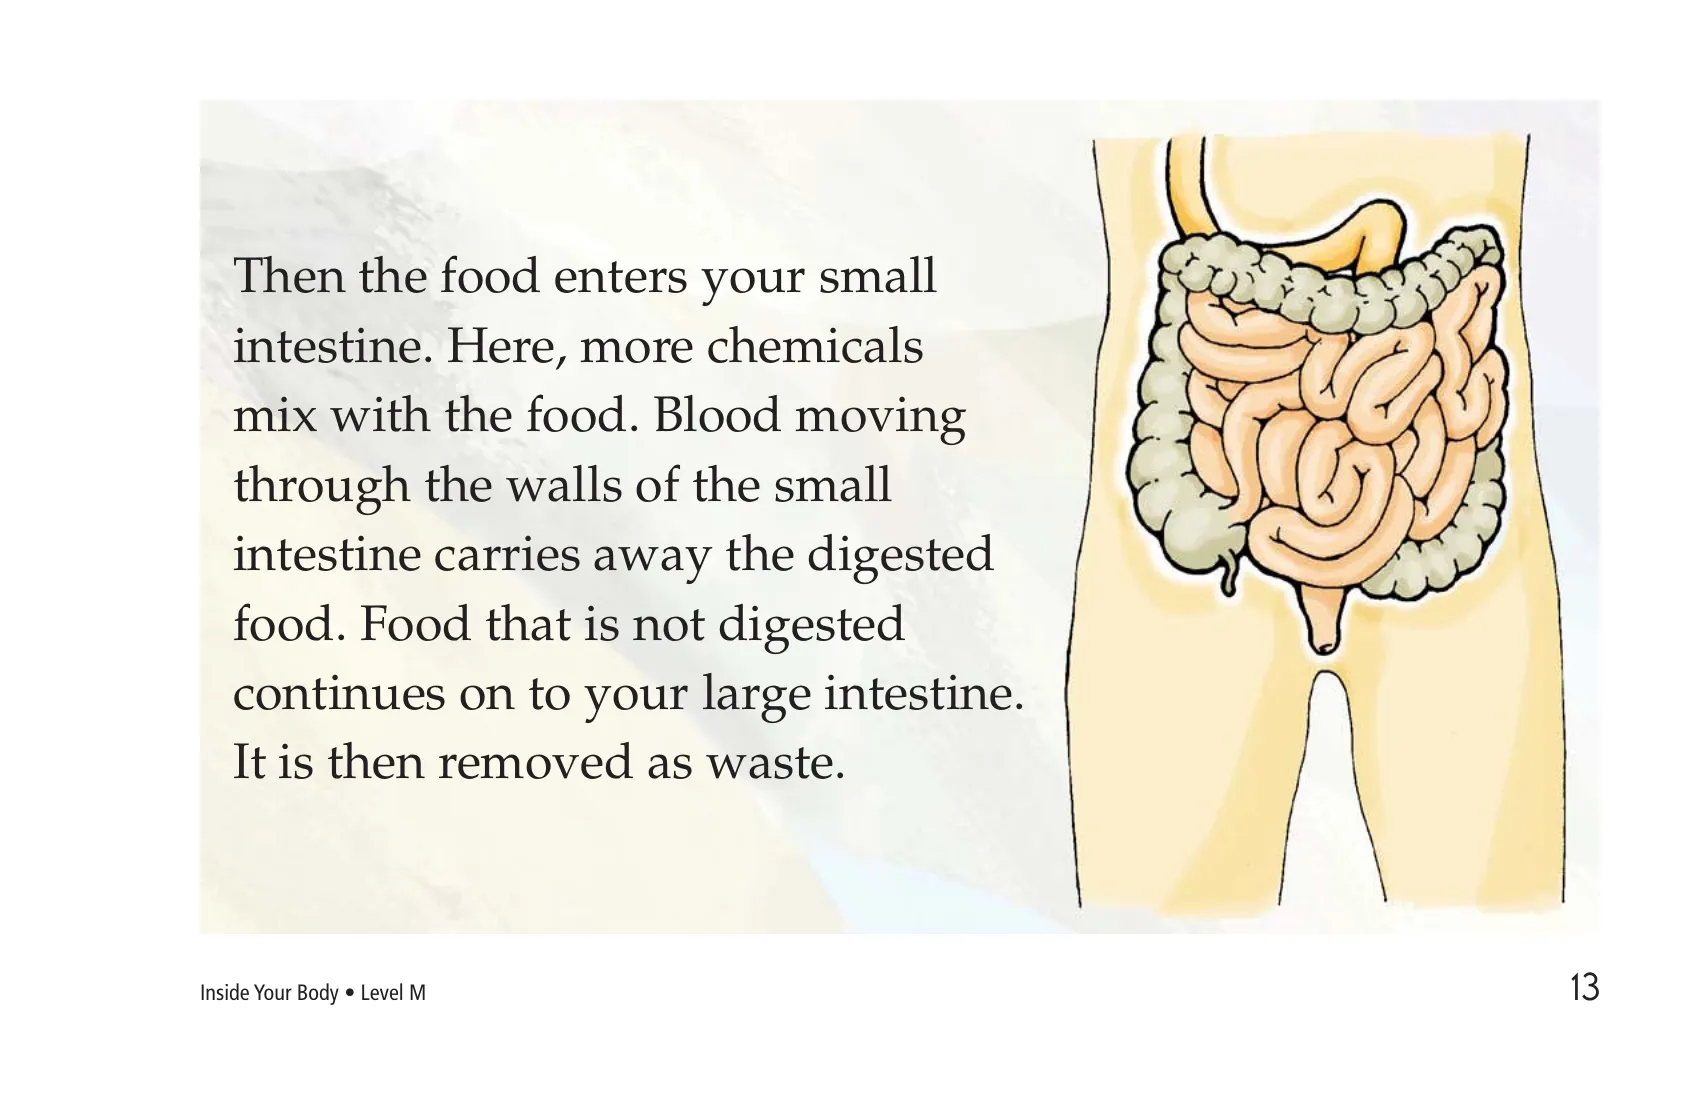 Then the food enters your small
intestine. Here, more chemicals
mix with the food. Blood moving
through the walls of the small
intestine carries away the digested
food. Food that is not digested
continues on to your large intestine.
It is then removed as waste.
Inside Your Body • Level M
13